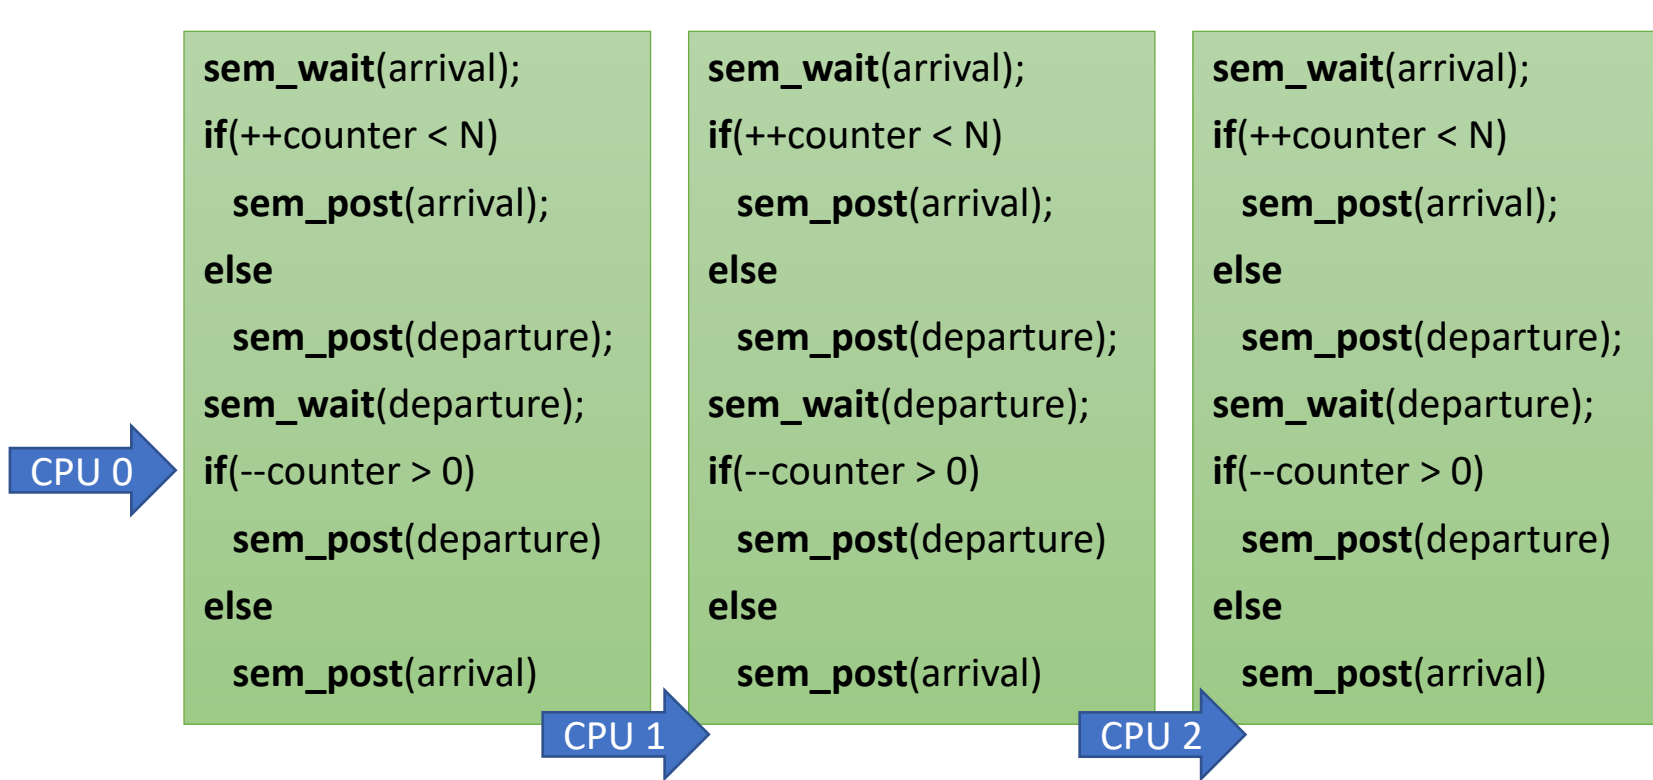 sem_wait(arrival);
if(++counter < N)
sem_post(arrival);
else
sem_post(departure);
sem_wait(departure);
if(--counter > 0)
sem_post(departure)
else
sem_post(arrival)
sem_wait(arrival);
if(++counter < N)
sem_post(arrival);
else
sem_post(departure);
sem_wait(departure);
if(--counter > 0)
sem_post(departure)
else
sem_post(arrival)
sem_wait(arrival);
if(++counter < N)
sem_post(arrival);
else
sem_post(departure);
sem_wait(departure);
if(--counter > 0)
sem_post(departure)
else
sem_post(arrival)
CPU 0
CPU 1
CPU 2